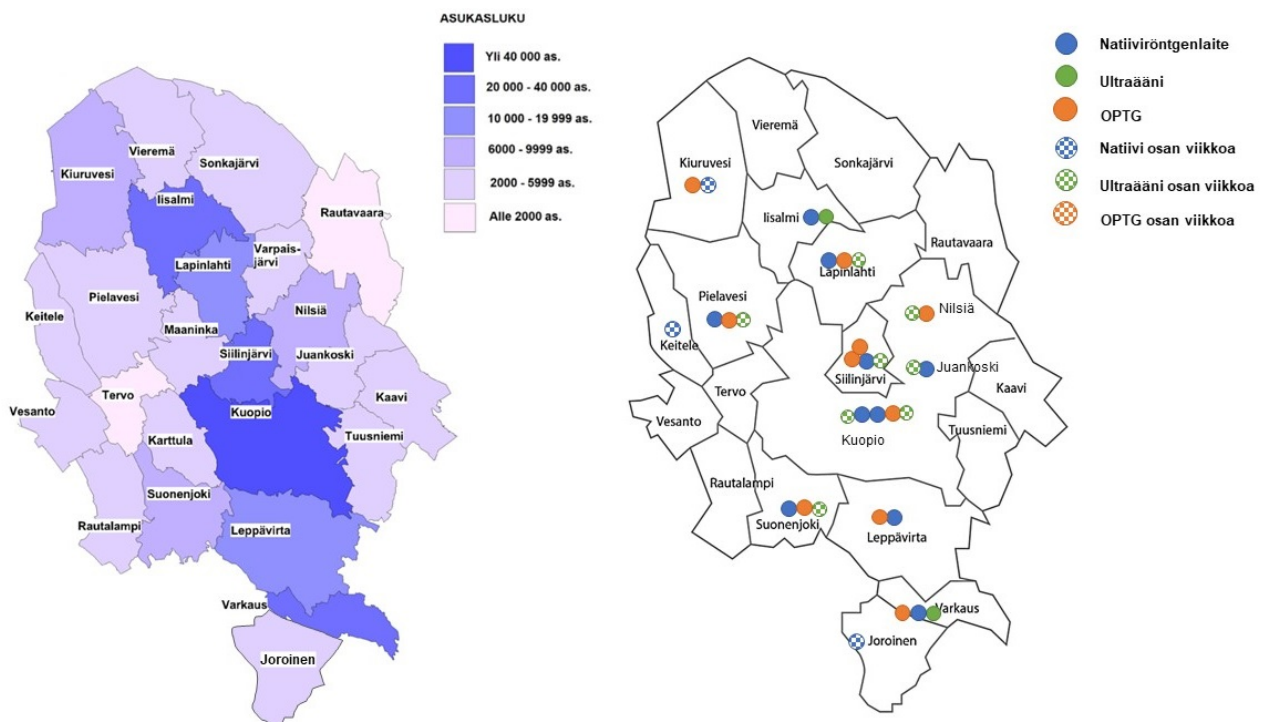 ASUKASLUKU
Yli 40 000 as.
20 000 - 40 000 as.
10 000 - 19 999 as.
6000 - 9999 as.
2000 - 5999 as.
Alle 2000 as.
Vieremä
Sonkajärvi
Kiuruvesi
Iisalmi
Rautavaara
Varpais-
järvi
Lapinlahti
Pielavesi
Keitele
Nilsiä
Maaninka
Siilinjärvi
Juankoski
Tervo
Kaavi
Vesanto
Kuopio
Karttula
Tuusniemi
Suonenjoki
Rautalampi
Leppävirta
Varkaus
Joroinen
Natiiviröntgenlaite
Ultraääni
OPTG
Natiivi osan viikkoa
Ultraääni osan viikkoa
OPTG osan viikkoa
Vieremä
Kiuruvesi
Sonkajärvi
Iisalmi
Rautavaara
Lapinlahti
Pielavesi
Nilsiä
Keitele
Juankoski
Siilinjärvi
Kaavi
Tervo
Vesanto
Tuusniemi
Kuopio
Rautalampi
Suonenjoki
Leppävirta
Varkaus
Joroinen